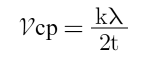 𝒱cp = kλ / 2t